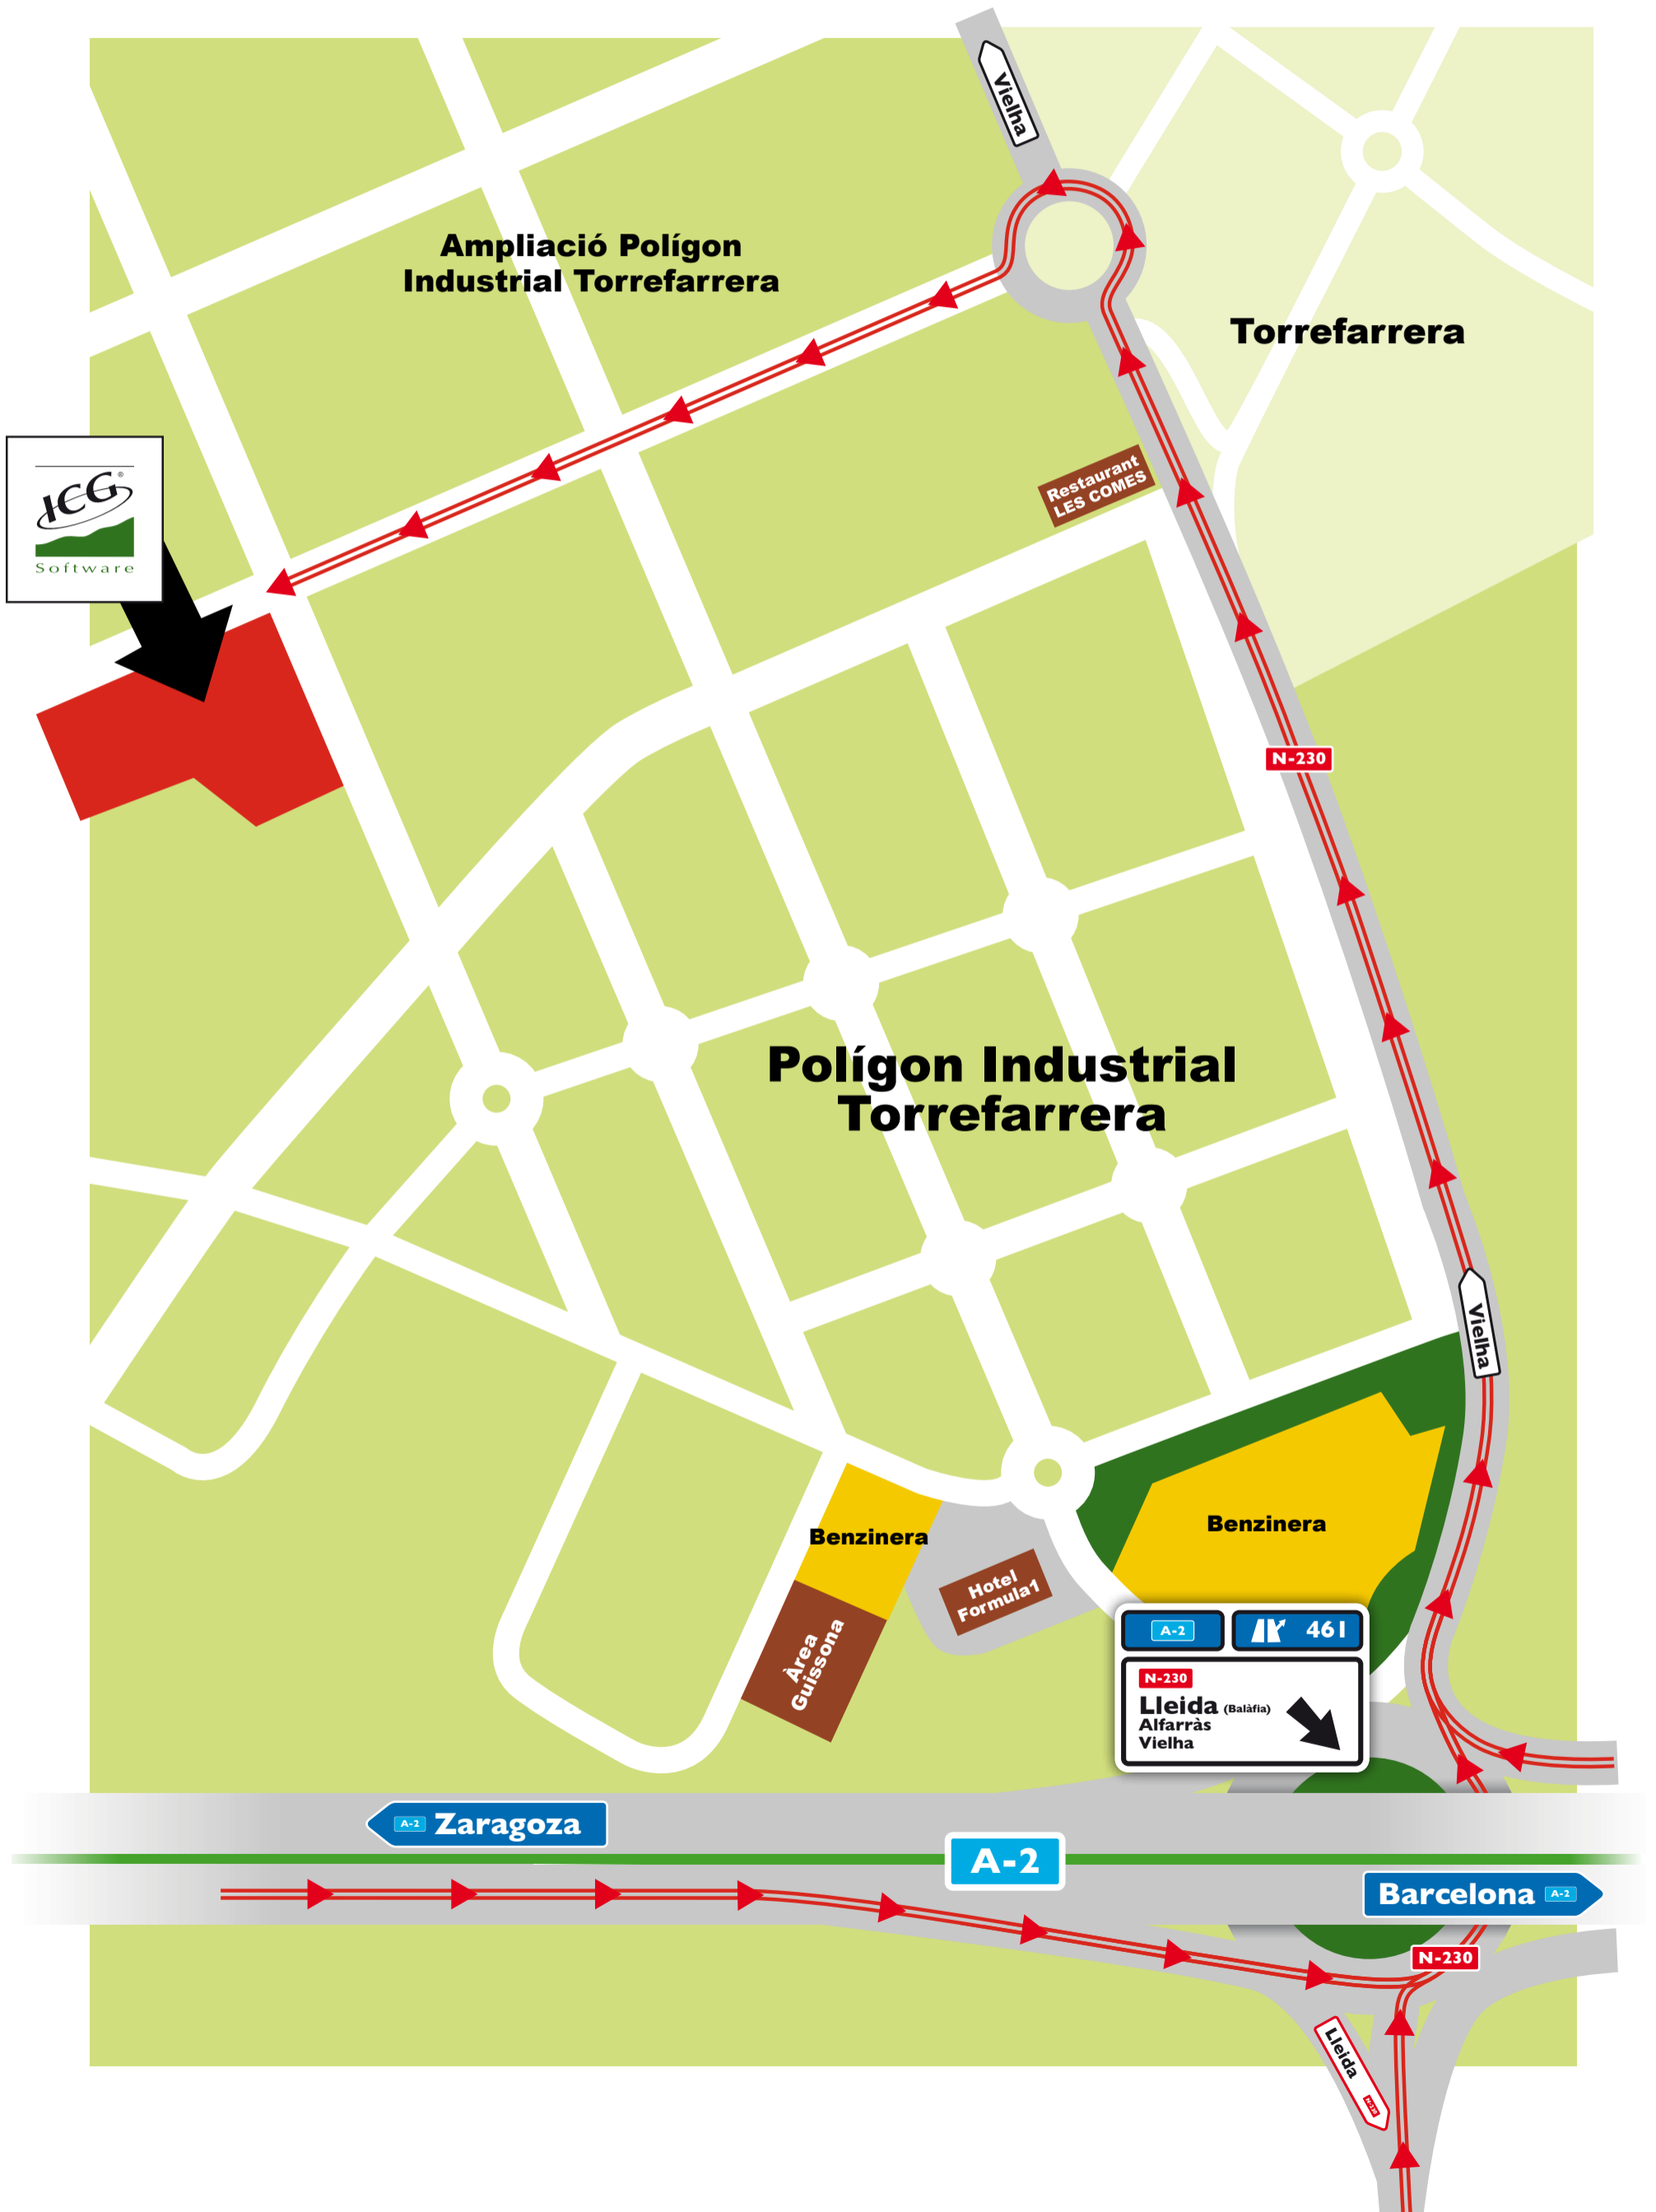 Vielha
Ampliació Polígon
Industrial Torrefarrera
Torrefarrera
ICG®
Software
Restaurant
LES COMES
N-230
Polígon Industrial
Torrefarrera
Vielha
Benzinera
Benzinera
Hotel
Formula1
Àrea
Guissona
A-2
461
N-230
Lleida (Balàfia)
Alfarràs
Vielha
A-2 Zaragoza
A-2
Barcelona A-2
N-230
Lleida
N-230